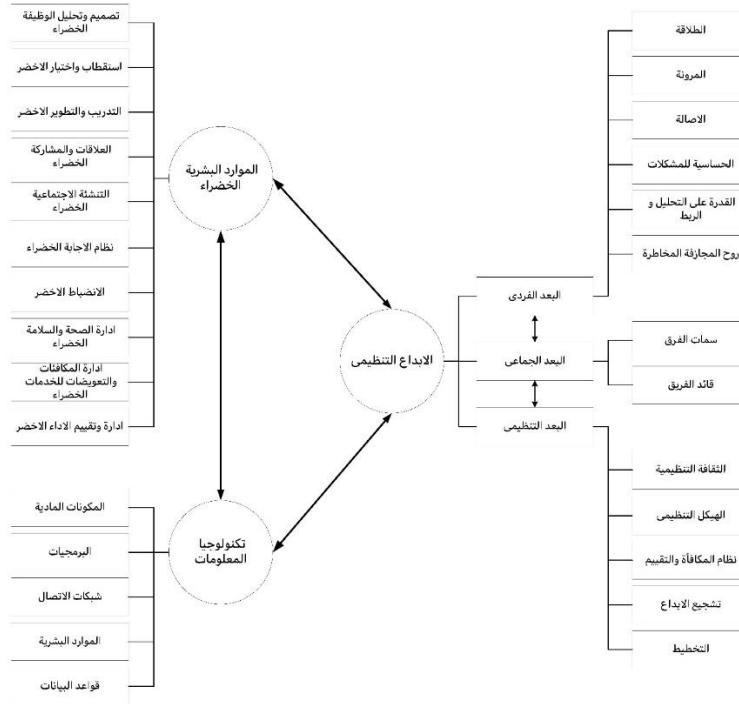 تصميم وتحليل الوظيفة
الخضراء
استقطاب واختيار الاخضر
التدريب والتطوير الاخضر
العلاقات والمشاركة
الخضراء
التنشئة الاجتماعية
الخضراء
نظام الاجابة الخضراء
الانضباط الاخضر
ادارة الصحة والسلامة
الخضراء
ادارة المكافئات
والتعويضات للخدمات
الخضراء
ادارة وتقييم الاداء الاخضر
الموارد البشرية
الخضراء
المكونات المادية
البرمجيات
شبكات الاتصال
الموارد البشرية
قواعد البيانات
تكنولوجيا
المعلومات
الابداع التنظيمى
البعد الفردى
البعد الجماعى
البعد التنظيمى
الطلاقة
المرونة
الاصالة
الحساسية للمشكلات
القدرة على التحليل و
الربط
روح المجازفة المخاطرة
سمات الفرق
قائد الفريق
الثقافة التنظيمية
الهيكل التنظيمى
نظام المكافأة والتقييم
تشجيع الابداع
التخطيط